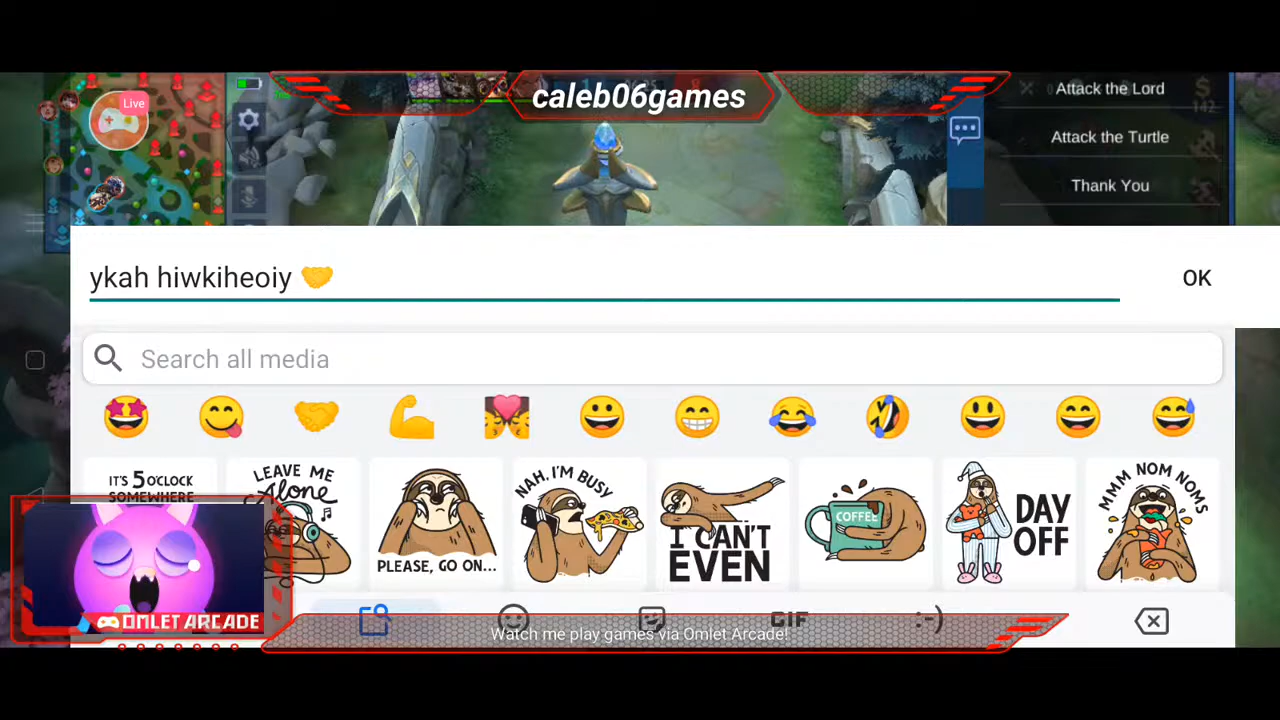 Live
caleb06games
Attack the Lord
142
Attack the Turtle
Thank You
ykah hiwkiheoiy 🤝
OK
Search all media
IT'S 5 O'CLOCK
SOMEWHERE
LEAVE ME
Alone
PLEASE, GO ON...
NAH, I'M BUSY
I CAN'T
EVEN
COFFEE
DAY
OFF
MMM NOM NOMS
OMLET ARCADE
GIF
:-)
Watch me play games via Omlet Arcade!